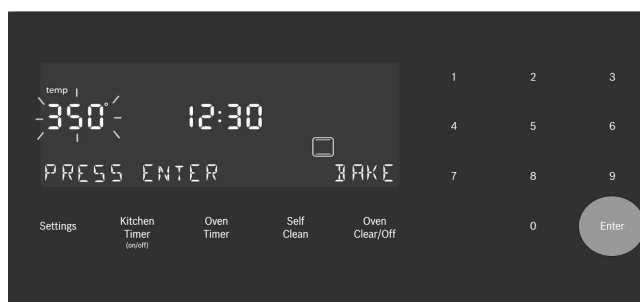 temp
350° 12:30
PRESS ENTER BAKE
Settings
Kitchen
Timer
(on/off)
Oven
Timer
Self
Clean
Oven
Clear/Off
1 2 3
4 5 6
7 8 9
0 Enter